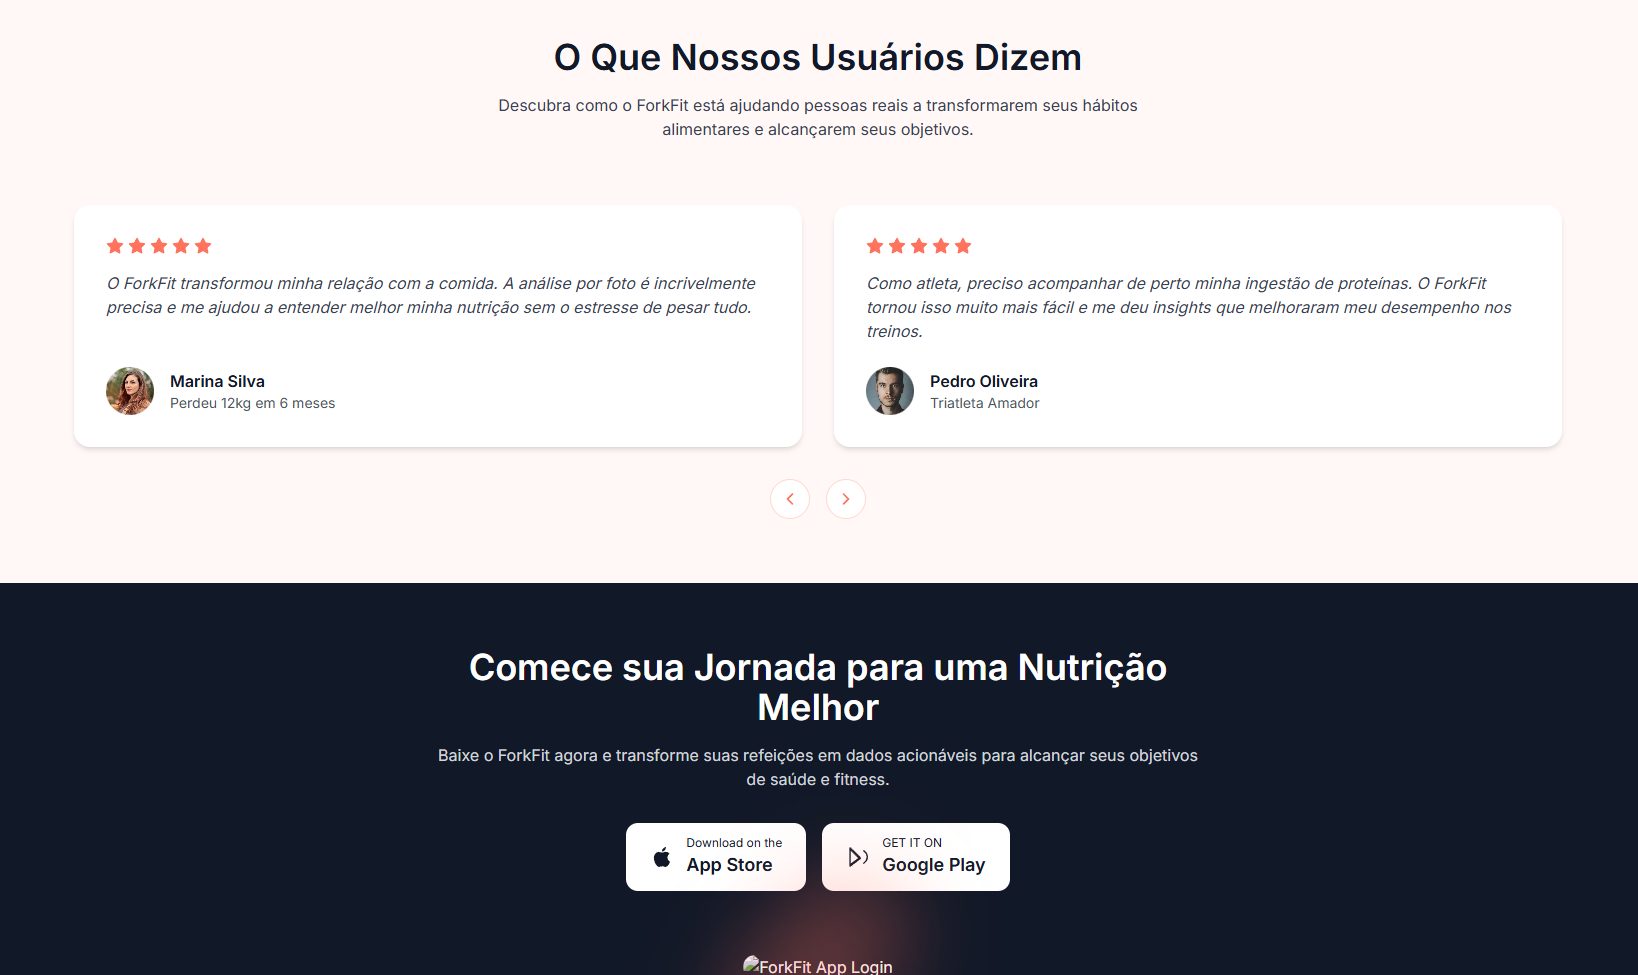 O Que Nossos Usuários Dizem
Descubra como o ForkFit está ajudando pessoas reais a transformarem seus hábitos
alimentares e alcançarem seus objetivos.
O ForkFit transformou minha relação com a comida. A análise por foto é incrivelmente
precisa e me ajudou a entender melhor minha nutrição sem o estresse de pesar tudo.
Marina Silva
Perdeu 12kg em 6 meses
Como atleta, preciso acompanhar de perto minha ingestão de proteínas. O ForkFit
tornou isso muito mais fácil e me deu insights que melhoraram meu desempenho nos
treinos.
Pedro Oliveira
Triatleta Amador
Comece sua Jornada para uma Nutrição
Melhor
Baixe o ForkFit agora e transforme suas refeições em dados acionáveis para alcançar seus objetivos
de saúde e fitness.
Download on the
App Store
GET IT ON
Google Play
ForkFit App Login